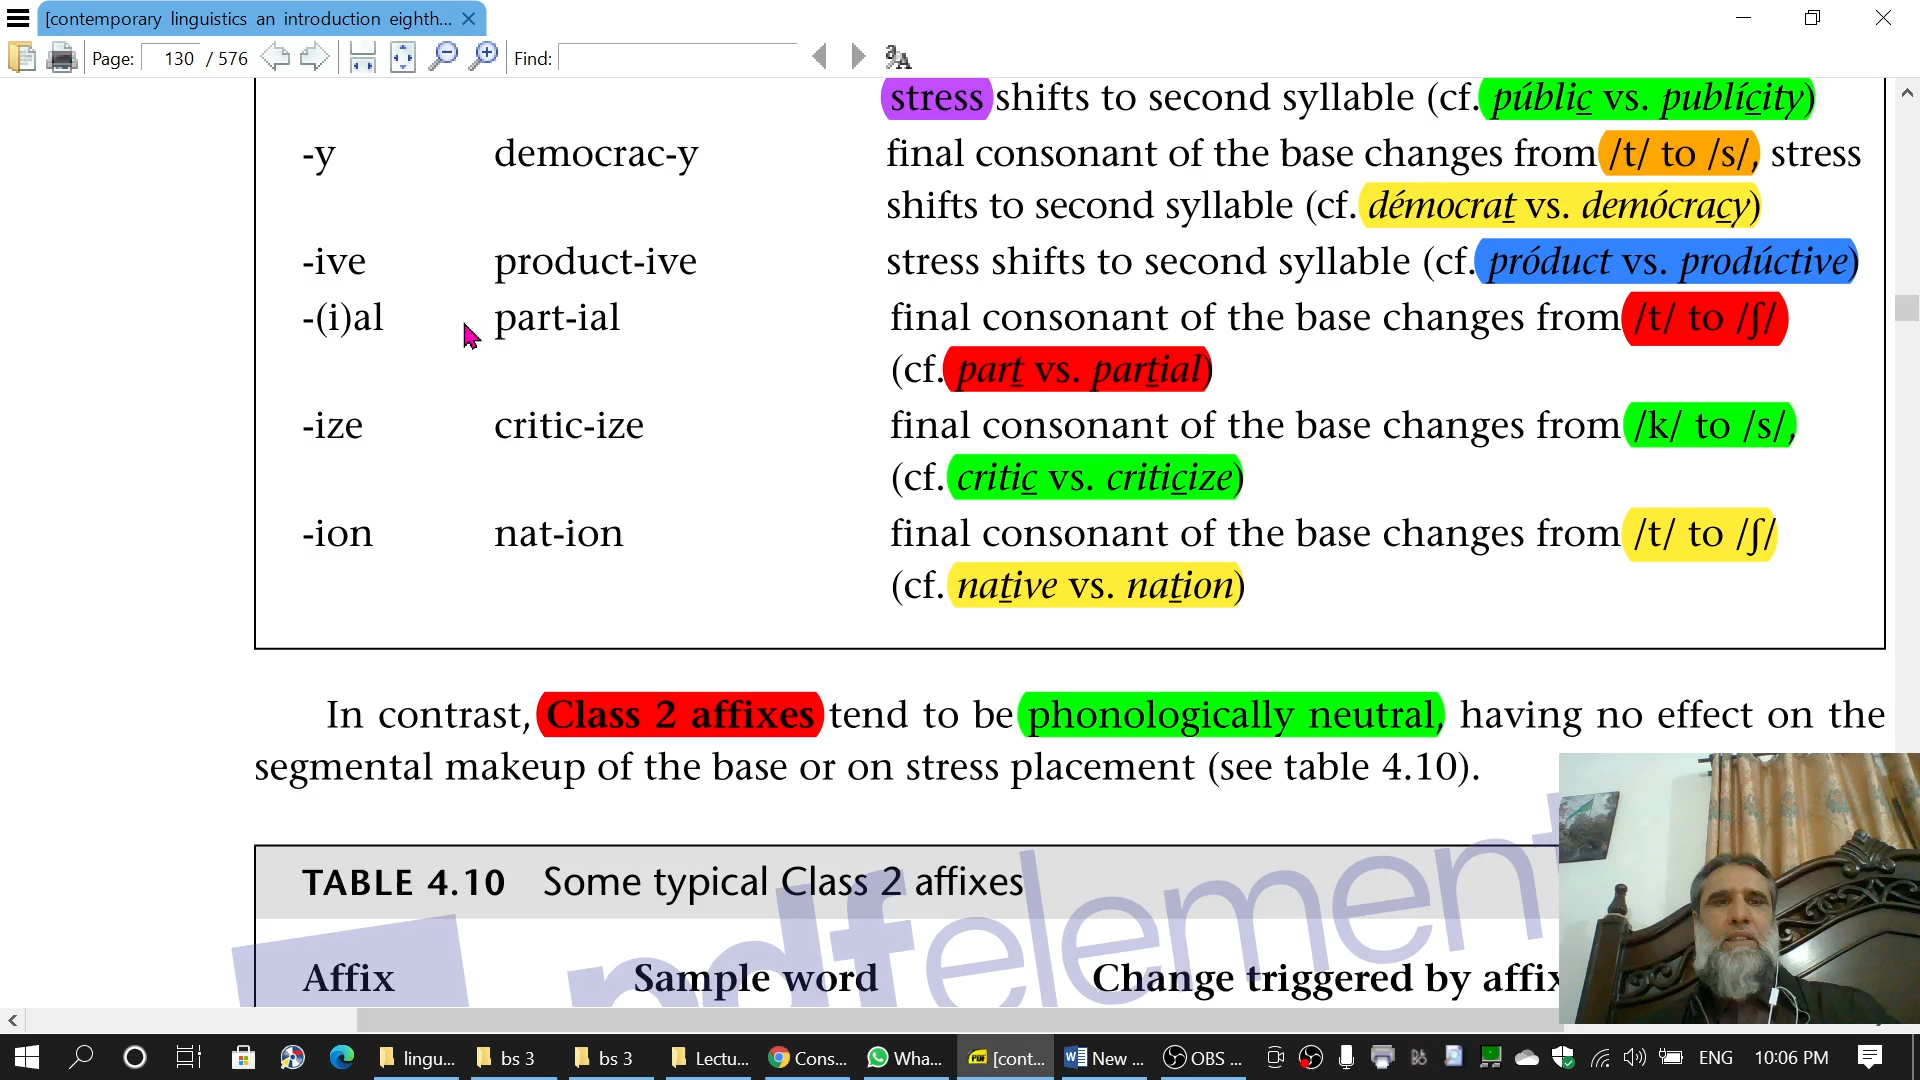 [contemporary linguistics an introduction eighth...
Page: 130 / 576 Find:
stress shifts to second syllable (cf. públic vs. publícity)
-y democrac-y final consonant of the base changes from /t/ to /s/, stress
shifts to second syllable (cf. démocrat vs. demócracy)
-ive product-ive stress shifts to second syllable (cf. próduct vs. prodúctive)
-(i)al part-ial final consonant of the base changes from /t/ to /ʃ/
(cf. part vs. partial)
-ize critic-ize final consonant of the base changes from /k/ to /s/,
(cf. critic vs. criticize)
-ion nat-ion final consonant of the base changes from /t/ to /ʃ/
(cf. native vs. nation)
In contrast, Class 2 affixes tend to be phonologically neutral, having no effect on the
segmental makeup of the base or on stress placement (see table 4.10).
TABLE 4.10 Some typical Class 2 affixes
pdfelement
Affix Sample word Change triggered by affix
lingu... bs 3 bs 3 Lectu... Cons... Wha... [cont... New ... OBS ... ENG 10:06 PM